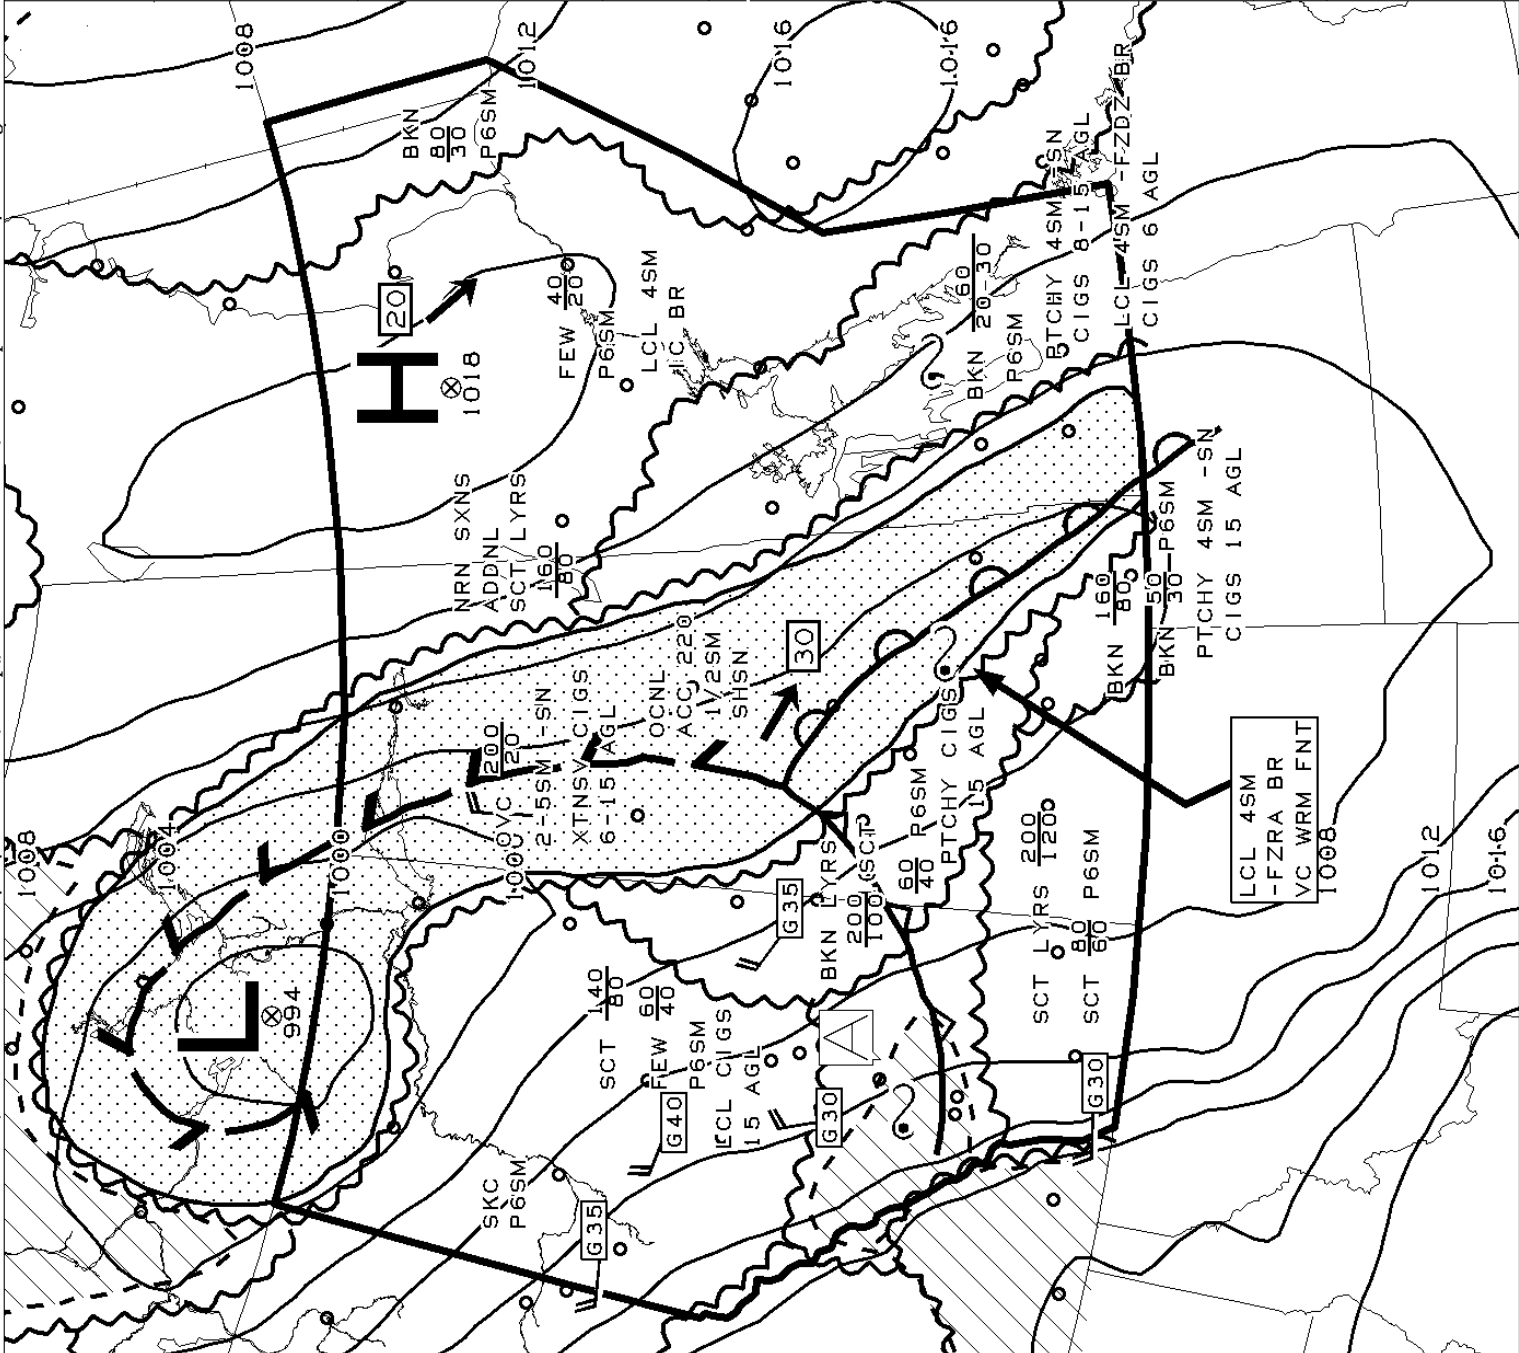 1008
1012
1016
1016
BKN 80/30
P6SM
20
H
1018
FEW 40/20
P6SM
LCL 4SM
IC BR
BKN 60/20-30
P6SM
PTCHY 4SM -SN
CIGS 8-15 AGL
LCL 4SM -FZDZ BR
CIGS 6 AGL
NRN SXNS
ADDNL
SCT LYRS
160/80
OVC 200/20
2-5SM -SN
XTNSV CIGS
6-15 AGL
OCNL
ACC 220
1/2SM
SHSN
30
BKN 160/80
BKN 50/30 P6SM
PTCHY 4SM -SN
CIGS 15 AGL
LCL 4SM
-FZRA BR
VC WRM FNT
1008
1004
1000
1000
L
994
60/40 P6SM
PTCHY CIGS
15 AGL
BKN LYRS
200/100 (SCT
G35
SCT LYRS 200/120
SCT 80/60 P6SM
SCT 140/80
FEW 60/40
P6SM
LCL CIGS
15 AGL
A
G40
G30
G30
SKC
P6SM
G35
1008
1012
1016